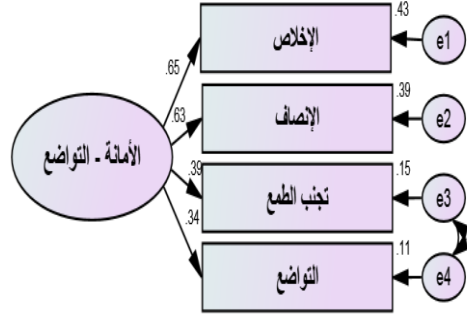 .43
الإخلاص
e1
.65
.39
الإنصاف
e2
.63
الأمانة - التواضع
.15
تجنب الطمع
e3
.39
.34
.11
التواضع
e4